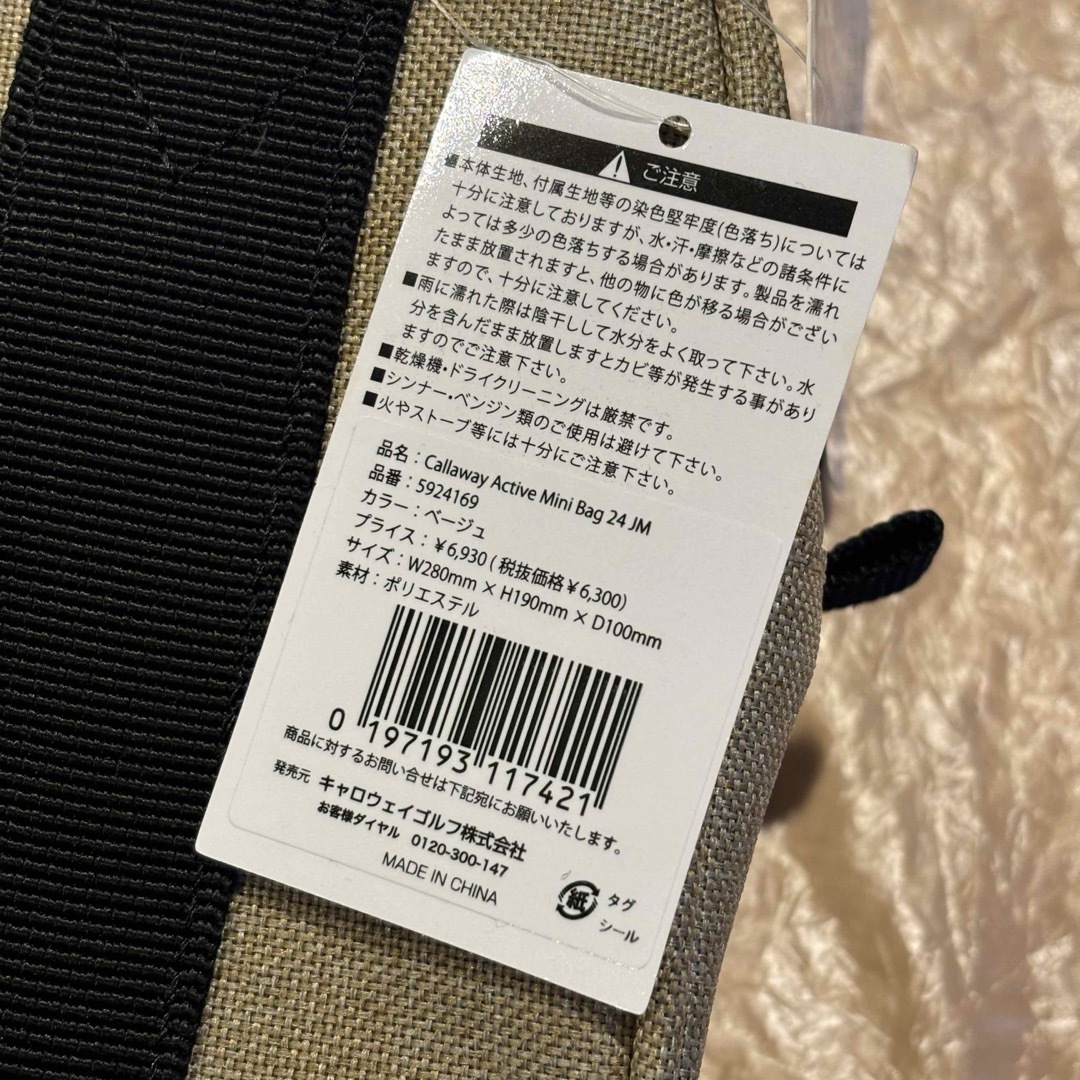 ご注意
■本体生地、付属生地等の染色堅牢度(色落ち)については
十分に注意しておりますが、水・汗・摩擦などの諸条件に
よっては多少の色落ちする場合があります。製品を濡れ
たまま放置されますと、他の物に色が移る場合がござい
ますので、十分に注意してください。
■雨に濡れた際は陰干しして水分をよく取って下さい。水
分を含んだまま放置しますとカビ等が発生する事があり
ますのでご注意下さい。
■乾燥機・ドライクリーニングは厳禁です。
■シンナー・ベンジン類のご使用は避けて下さい。
■火やストーブ等には十分にご注意下さい。
品名：Callaway Active Mini Bag 24 JM
品番：5924169
カラー：ベージュ
プライス：￥6,930(税抜価格￥6,300)
サイズ：W280mm × H190mm × D100mm
素材：ポリエステル
0 197193 117421
商品に対するお問い合せは下記宛にお願いいたします。
発売元 キャロウェイゴルフ株式会社
お客様ダイヤル 0120-300-147
MADE IN CHINA
紙 タグ
シール